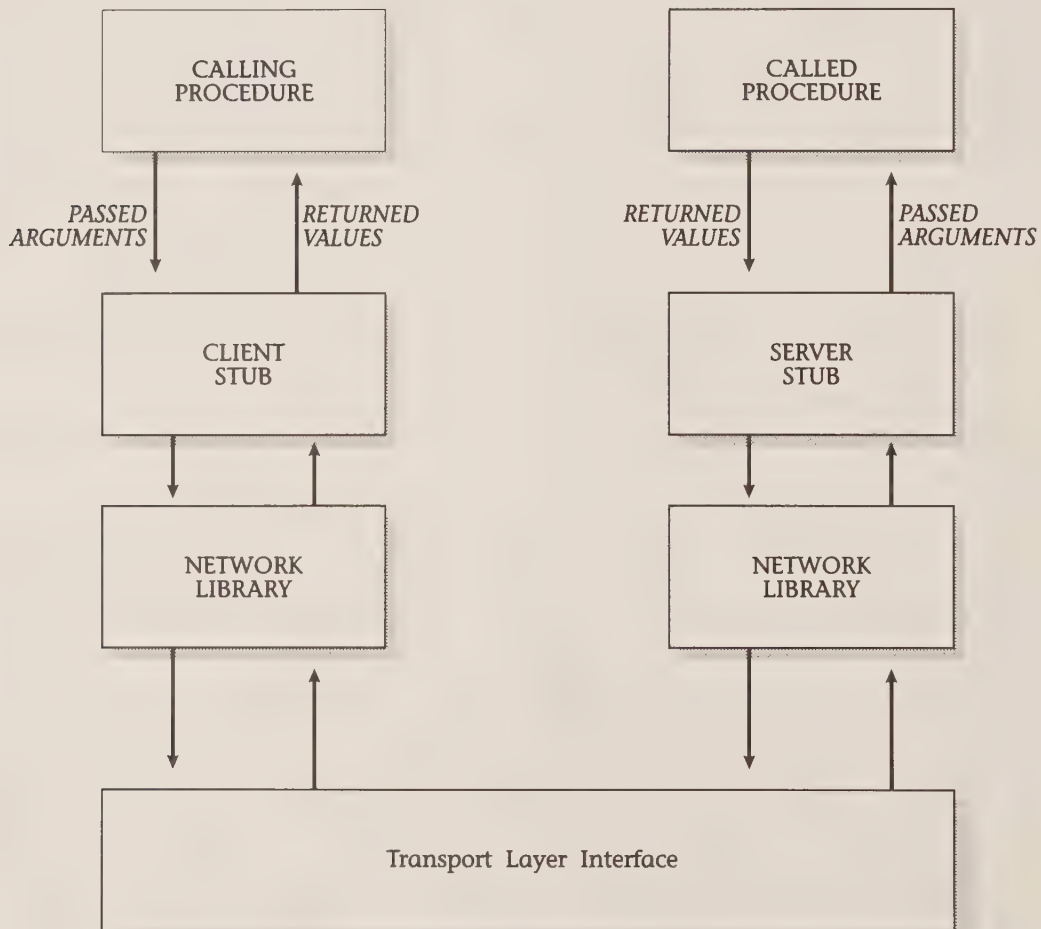 CALLING
PROCEDURE
CALLED
PROCEDURE
PASSED
ARGUMENTS
RETURNED
VALUES
RETURNED
VALUES
PASSED
ARGUMENTS
CLIENT
STUB
SERVER
STUB
NETWORK
LIBRARY
NETWORK
LIBRARY
Transport Layer Interface